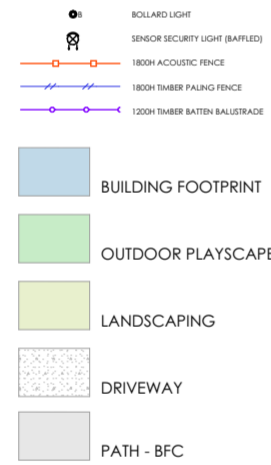 B BOLLARD LIGHT
SENSOR SECURITY LIGHT (BAFFLED)
1800H ACOUSTIC FENCE
1800H TIMBER PALING FENCE
1200H TIMBER BATTEN BALUSTRADE
BUILDING FOOTPRINT
OUTDOOR PLAYSCAPE
LANDSCAPING
DRIVEWAY
PATH - BFC